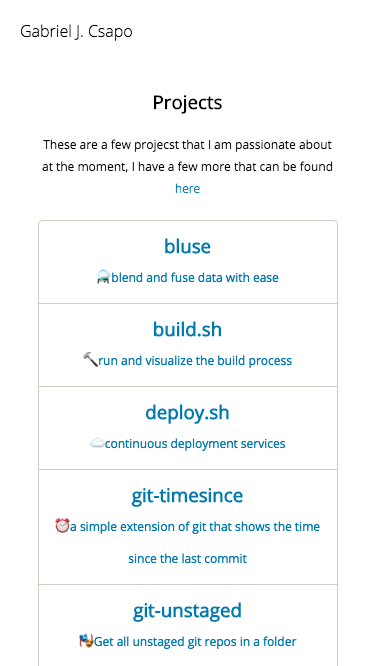 Gabriel J. Csapo
Projects
These are a few projecst that I am passionate about
at the moment, I have a few more that can be found
here
bluse
blend and fuse data with ease
build.sh
🔨run and visualize the build process
deploy.sh
☁️continuous deployment services
git-timesince
⏰a simple extension of git that shows the time
since the last commit
git-unstaged
🎭Get all unstaged git repos in a folder